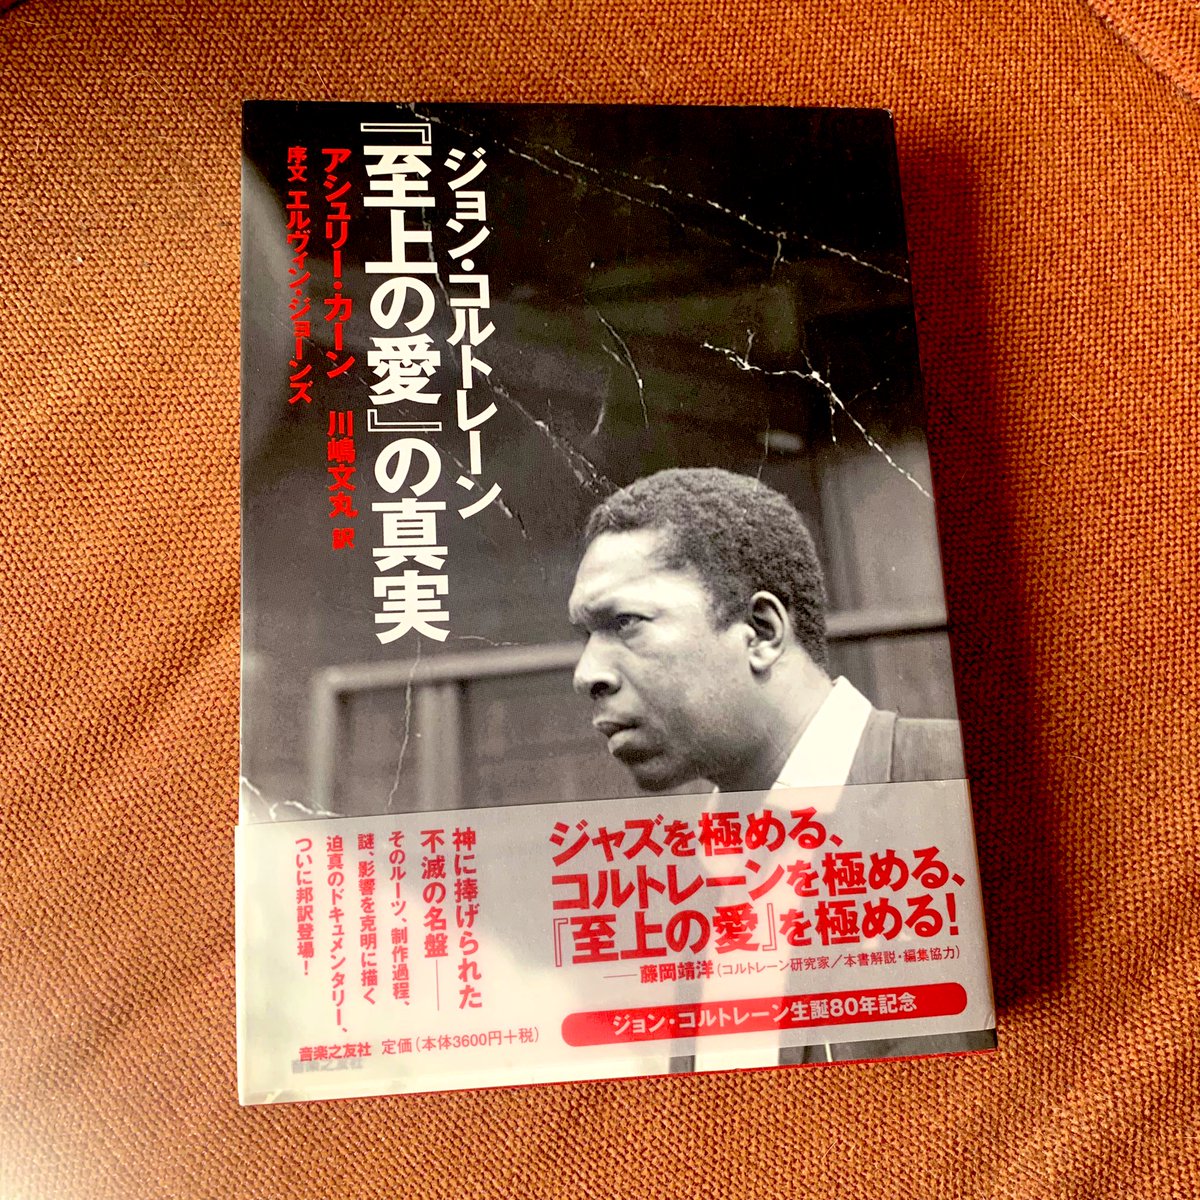 ジョン・コルトレーン
『至上の愛』の真実
アシュリー・カーン 川嶋文丸 訳
序文 エルヴィン・ジョーンズ
ジャズを極める、
コルトレーンを極める、
『至上の愛』を極める!
──藤岡靖洋(コルトレーン研究家/本書解説・編集協力)
ジョン・コルトレーン生誕80年記念
神に捧げられた
不滅の名盤──
そのルーツ、制作過程、
謎、影響を克明に描く
迫真のドキュメンタリー、
ついに邦訳登場!
音楽之友社 定価(本体3600円+税)
音楽之友社